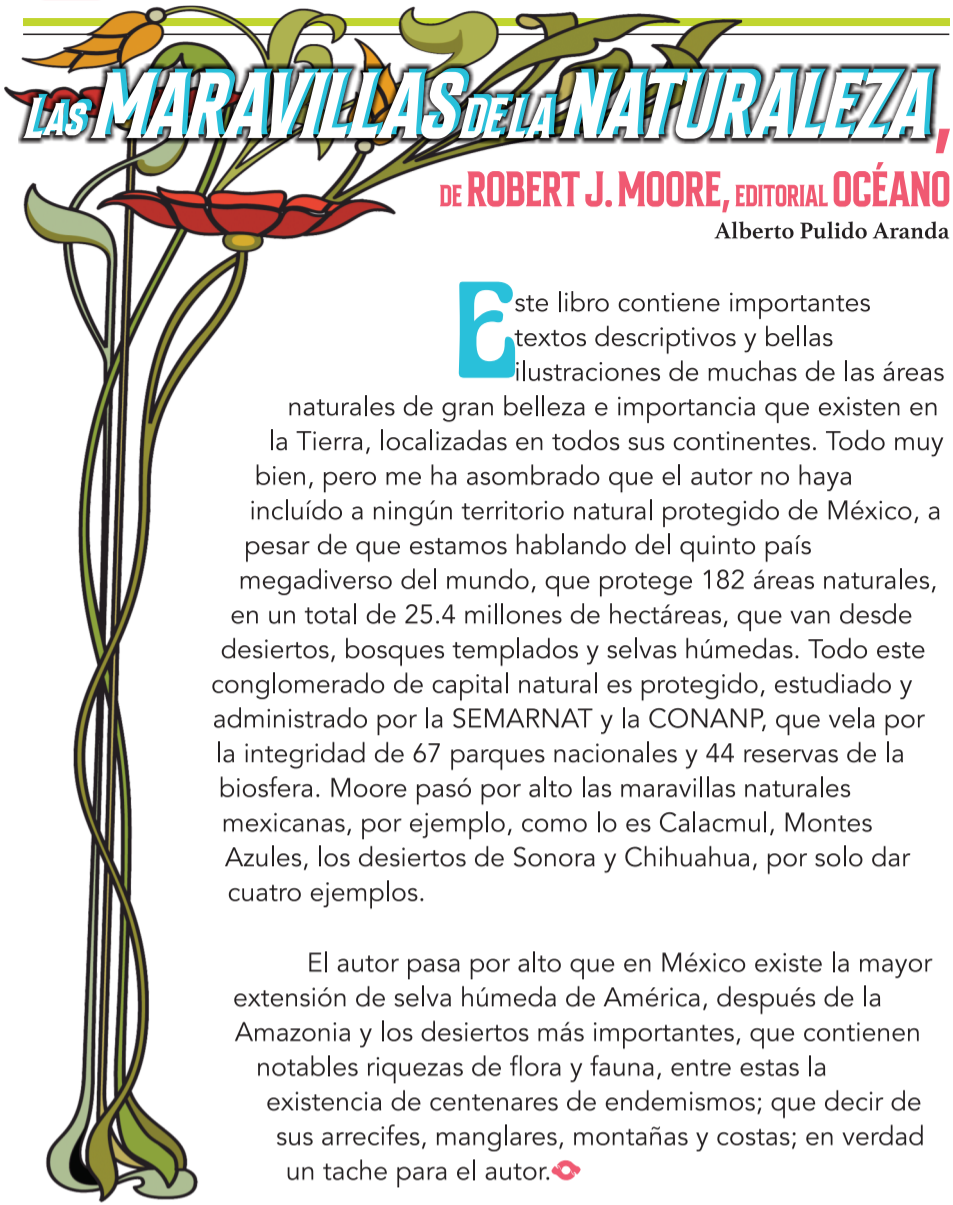 LAS MARAVILLAS DE LA NATURALEZA,
DE ROBERT J. MOORE, EDITORIAL OCÉANO
Alberto Pulido Aranda
Este libro contiene importantes
textos descriptivos y bellas
ilustraciones de muchas de las áreas
naturales de gran belleza e importancia que existen en
la Tierra, localizadas en todos sus continentes. Todo muy
bien, pero me ha asombrado que el autor no haya
incluído a ningún territorio natural protegido de México, a
pesar de que estamos hablando del quinto país
megadiverso del mundo, que protege 182 áreas naturales,
en un total de 25.4 millones de hectáreas, que van desde
desiertos, bosques templados y selvas húmedas. Todo este
conglomerado de capital natural es protegido, estudiado y
administrado por la SEMARNAT y la CONANP, que vela por
la integridad de 67 parques nacionales y 44 reservas de la
biosfera. Moore pasó por alto las maravillas naturales
mexicanas, por ejemplo, como lo es Calacmul, Montes
Azules, los desiertos de Sonora y Chihuahua, por solo dar
cuatro ejemplos.
El autor pasa por alto que en México existe la mayor
extensión de selva húmeda de América, después de la
Amazonia y los desiertos más importantes, que contienen
notables riquezas de flora y fauna, entre estas la
existencia de centenares de endemismos; que decir de
sus arrecifes, manglares, montañas y costas; en verdad
un tache para el autor.